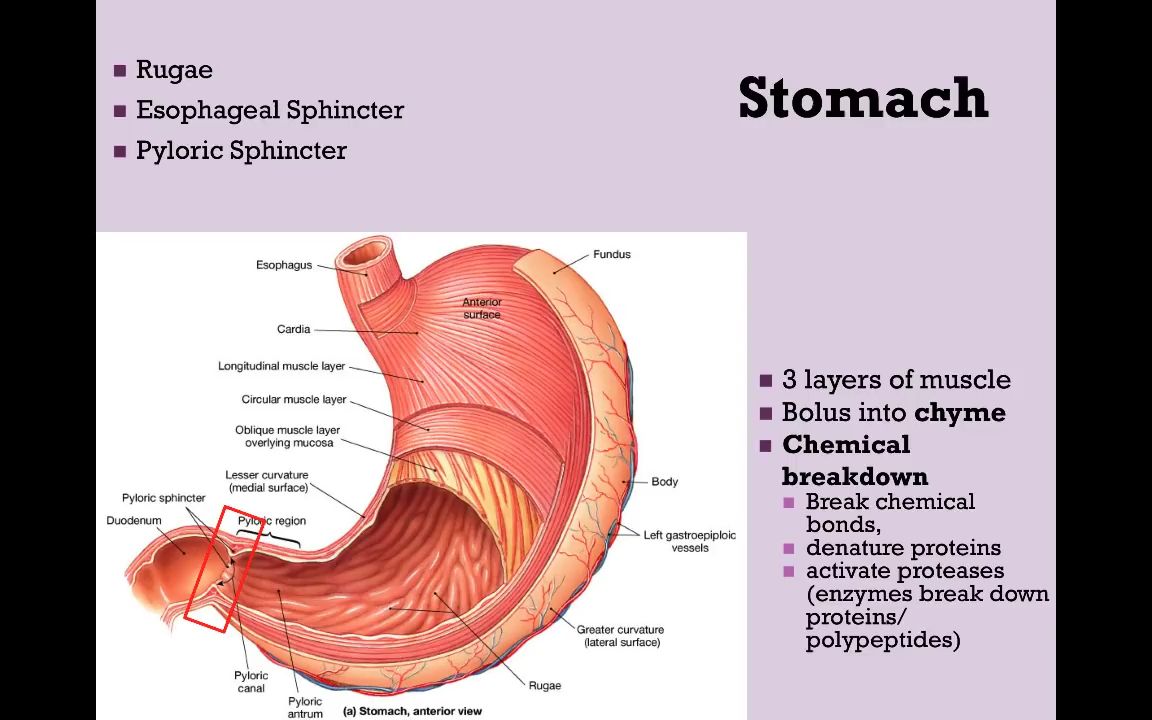 Rugae
Esophageal Sphincter
Pyloric Sphincter
Stomach
Esophagus
Fundus
Anterior
surface
Cardia
Longitudinal muscle layer
Circular muscle layer
Oblique muscle layer
overlying mucosa
Lesser curvature
(medial surface)
Pyloric sphincter
Duodenum
Pyloric region
Body
Left gastroepiploic
vessels
Greater curvature
(lateral surface)
Rugae
Pyloric
canal
Pyloric
antrum
(a) Stomach, anterior view
3 layers of muscle
Bolus into chyme
Chemical
breakdown
Break chemical
bonds,
denature proteins
activate proteases
(enzymes break down
proteins/
polypeptides)